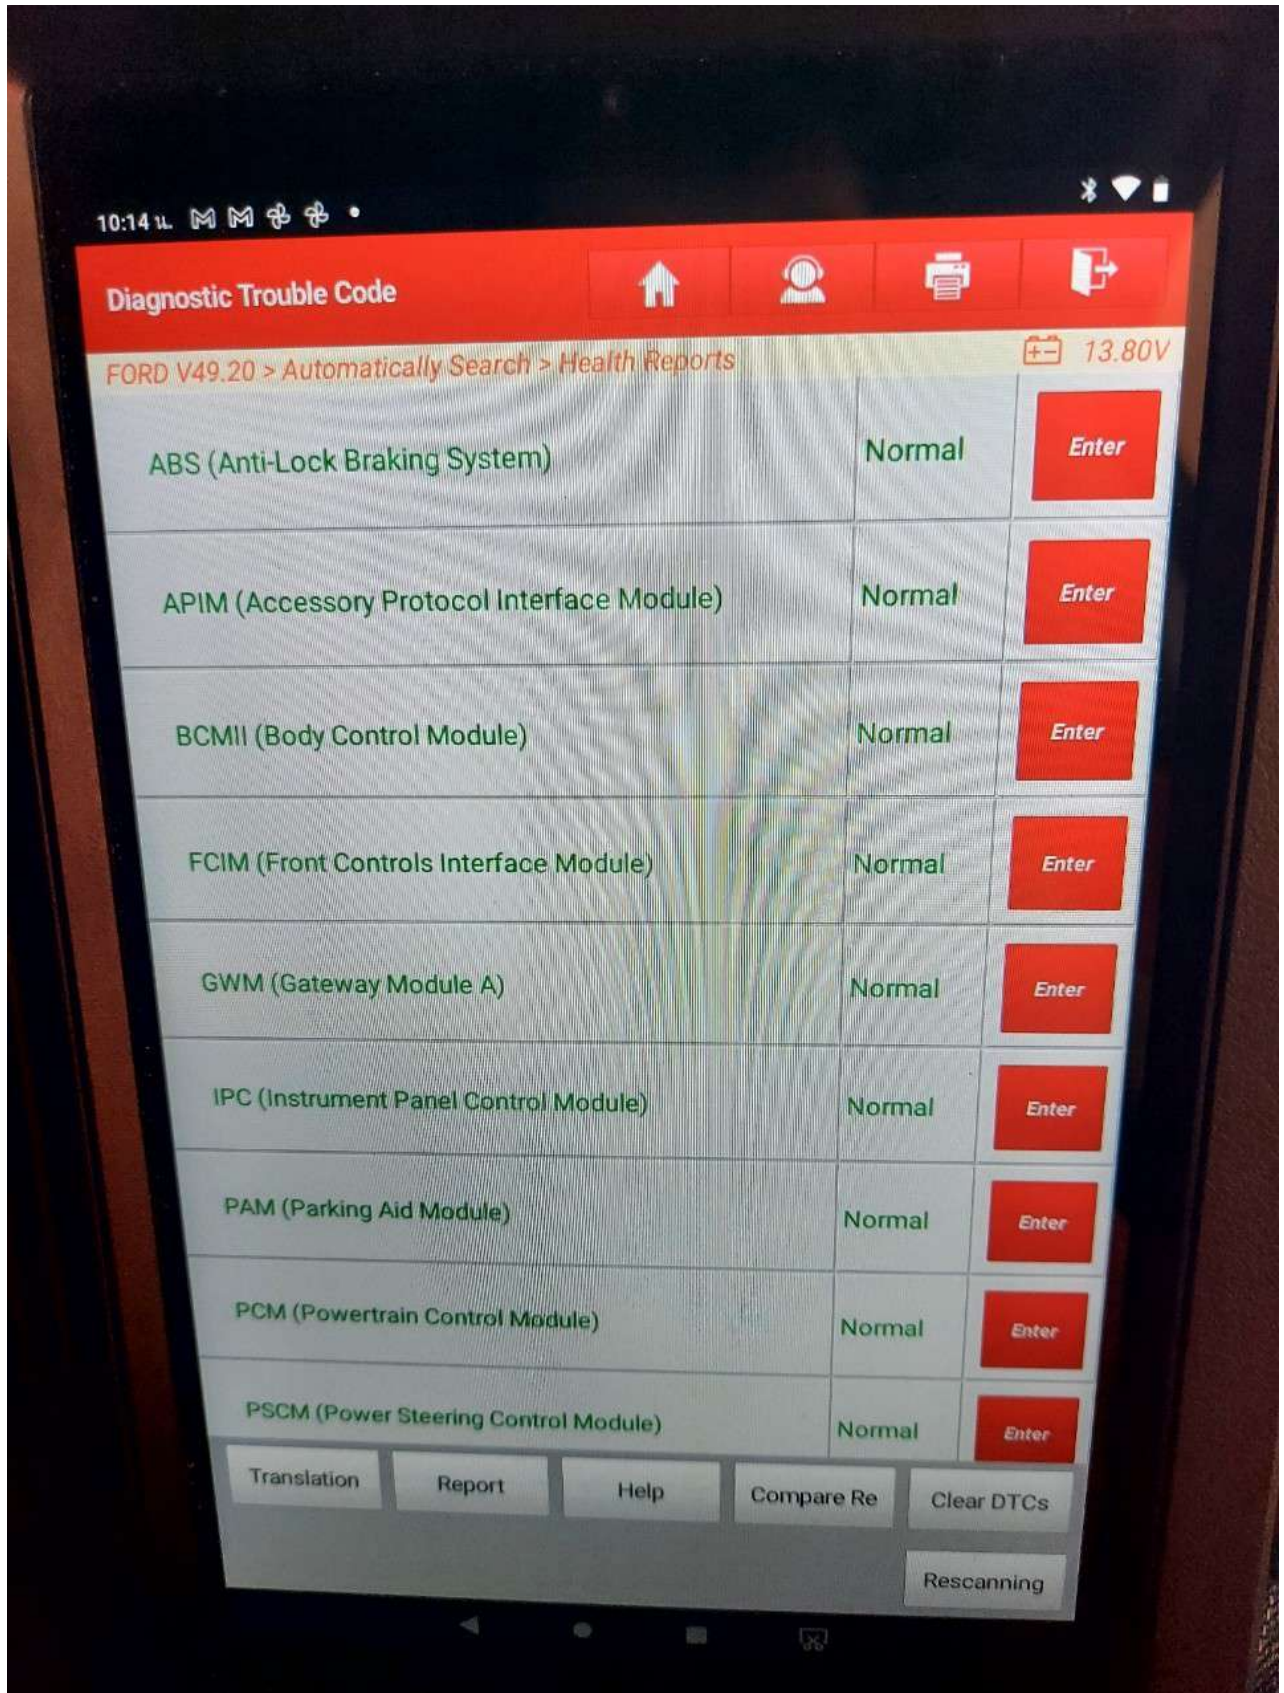 10:14 น.
Diagnostic Trouble Code
FORD V49.20 > Automatically Search > Health Reports 13.80V
ABS (Anti-Lock Braking System) Normal Enter
APIM (Accessory Protocol Interface Module) Normal Enter
BCMII (Body Control Module) Normal Enter
FCIM (Front Controls Interface Module) Normal Enter
GWM (Gateway Module A) Normal Enter
IPC (Instrument Panel Control Module) Normal Enter
PAM (Parking Aid Module) Normal Enter
PCM (Powertrain Control Module) Normal Enter
PSCM (Power Steering Control Module) Normal Enter
Translation Report Help Compare Re Clear DTCs
Rescanning